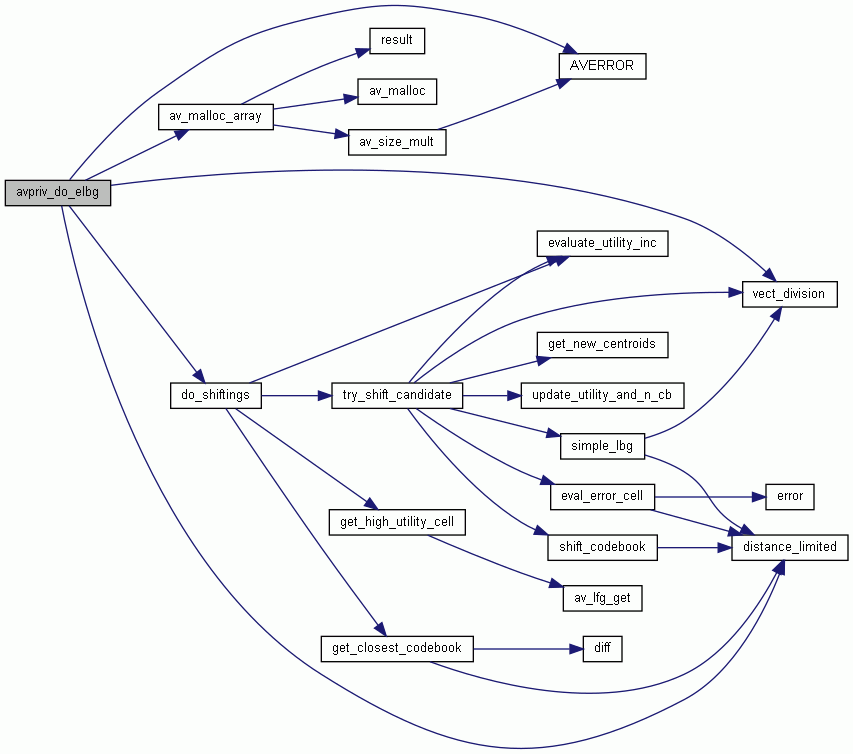 result
AVERROR
av_malloc
av_malloc_array
av_size_mult
avpriv_do_elbg
evaluate_utility_inc
vect_division
get_new_centroids
do_shiftings
try_shift_candidate
update_utility_and_n_cb
simple_lbg
eval_error_cell
error
get_high_utility_cell
shift_codebook
distance_limited
av_lfg_get
get_closest_codebook
diff